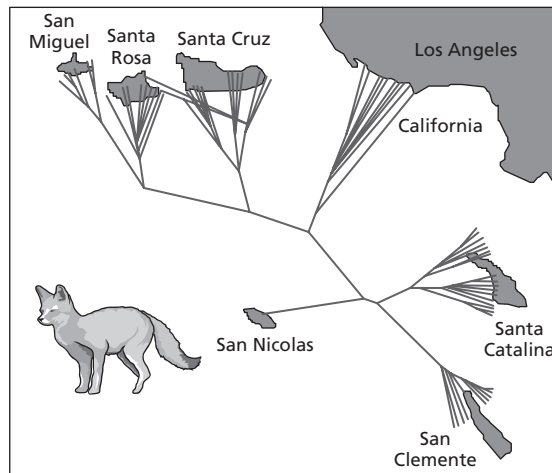 San
Miguel
Santa
Rosa
Santa Cruz
Los Angeles
California
San Nicolas
Santa
Catalina
San
Clemente